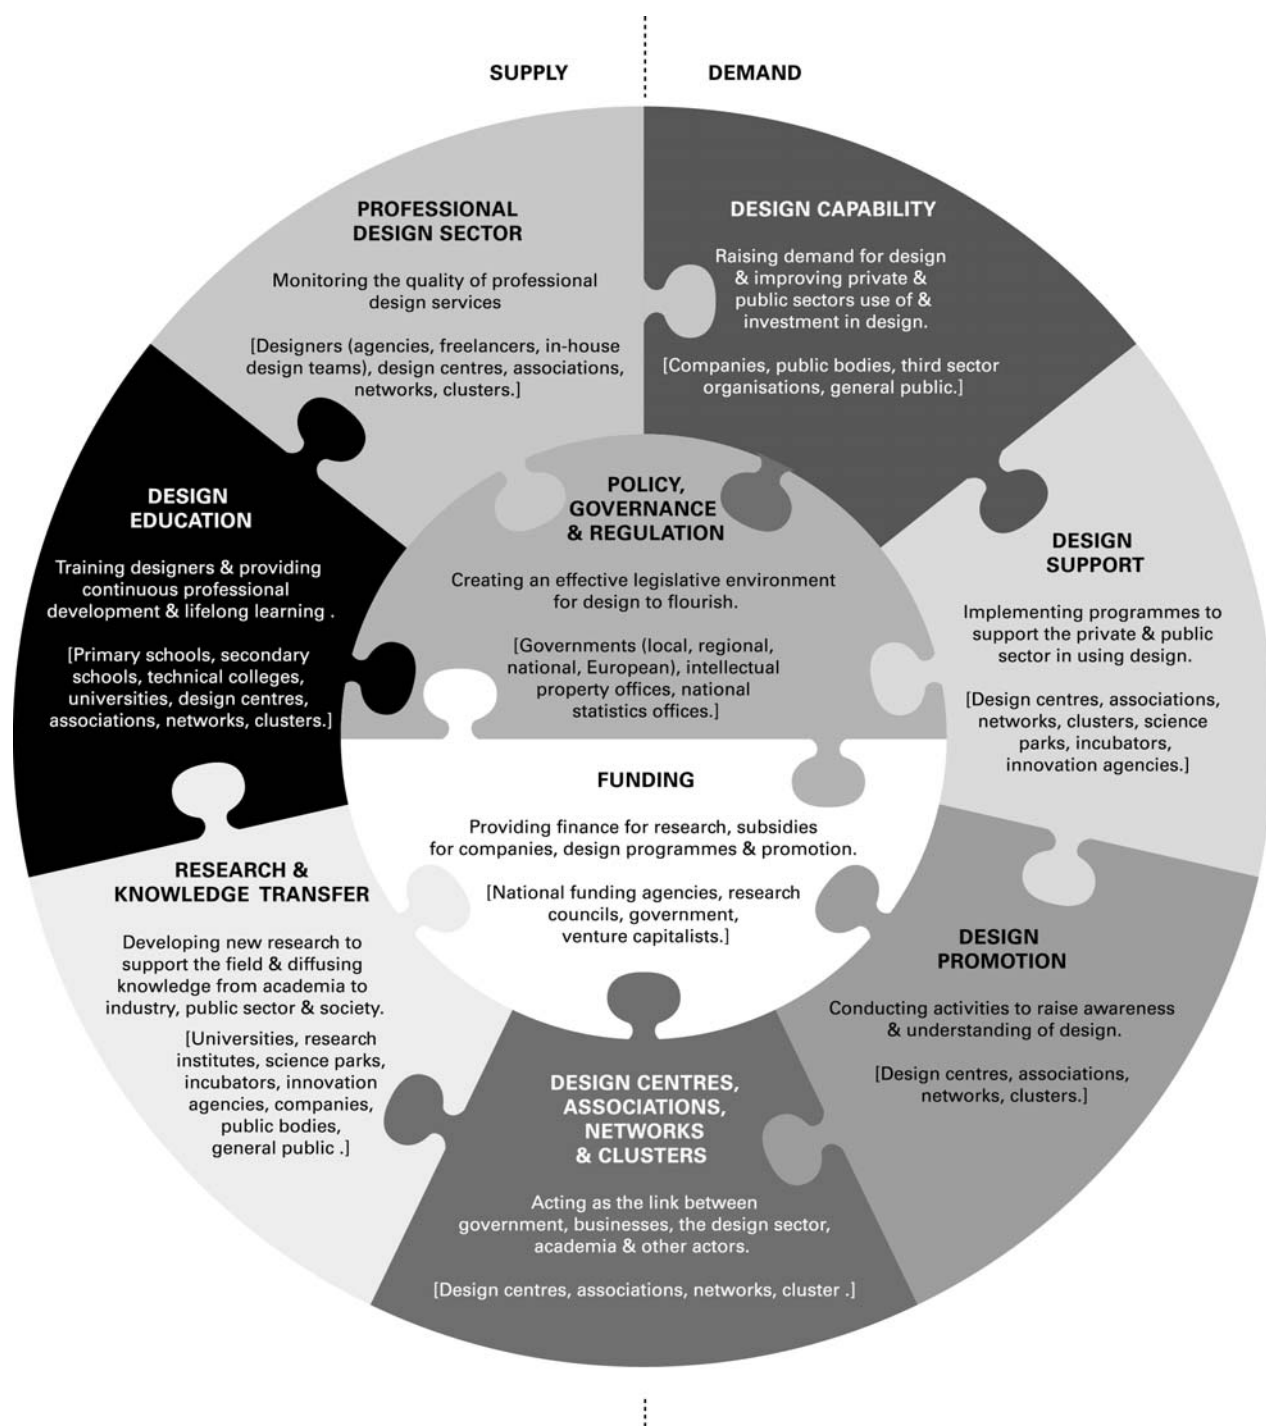 SUPPLY
DEMAND
PROFESSIONAL
DESIGN SECTOR
Monitoring the quality of professional
design services
[Designers (agencies, freelancers, in-house
design teams), design centres, associations,
networks, clusters.]
DESIGN CAPABILITY
Raising demand for design
& improving private &
public sectors use of &
investment in design.
[Companies, public bodies, third sector
organisations, general public.]
DESIGN
EDUCATION
Training designers & providing
continuous professional
development & lifelong learning .
[Primary schools, secondary
schools, technical colleges,
universities, design centres,
associations, networks, clusters.]
POLICY,
GOVERNANCE
& REGULATION
Creating an effective legislative environment
for design to flourish.
[Governments (local, regional,
national, European), intellectual
property offices, national
statistics offices.]
DESIGN
SUPPORT
Implementing programmes to
support the private & public
sector in using design.
[Design centres, associations,
networks, clusters, science
parks, incubators,
innovation agencies.]
FUNDING
Providing finance for research, subsidies
for companies, design programmes & promotion.
[National funding agencies, research
councils, government,
venture capitalists.]
RESEARCH &
KNOWLEDGE TRANSFER
Developing new research to
support the field & diffusing
knowledge from academia to
industry, public sector & society.
[Universities, research
institutes, science parks,
incubators, innovation
agencies, companies,
public bodies,
general public .]
DESIGN
PROMOTION
Conducting activities to raise awareness
& understanding of design.
[Design centres, associations,
networks, clusters.]
DESIGN CENTRES,
ASSOCIATIONS,
NETWORKS
& CLUSTERS
Acting as the link between
government, businesses, the design sector,
academia & other actors.
[Design centres, associations, networks, cluster .]